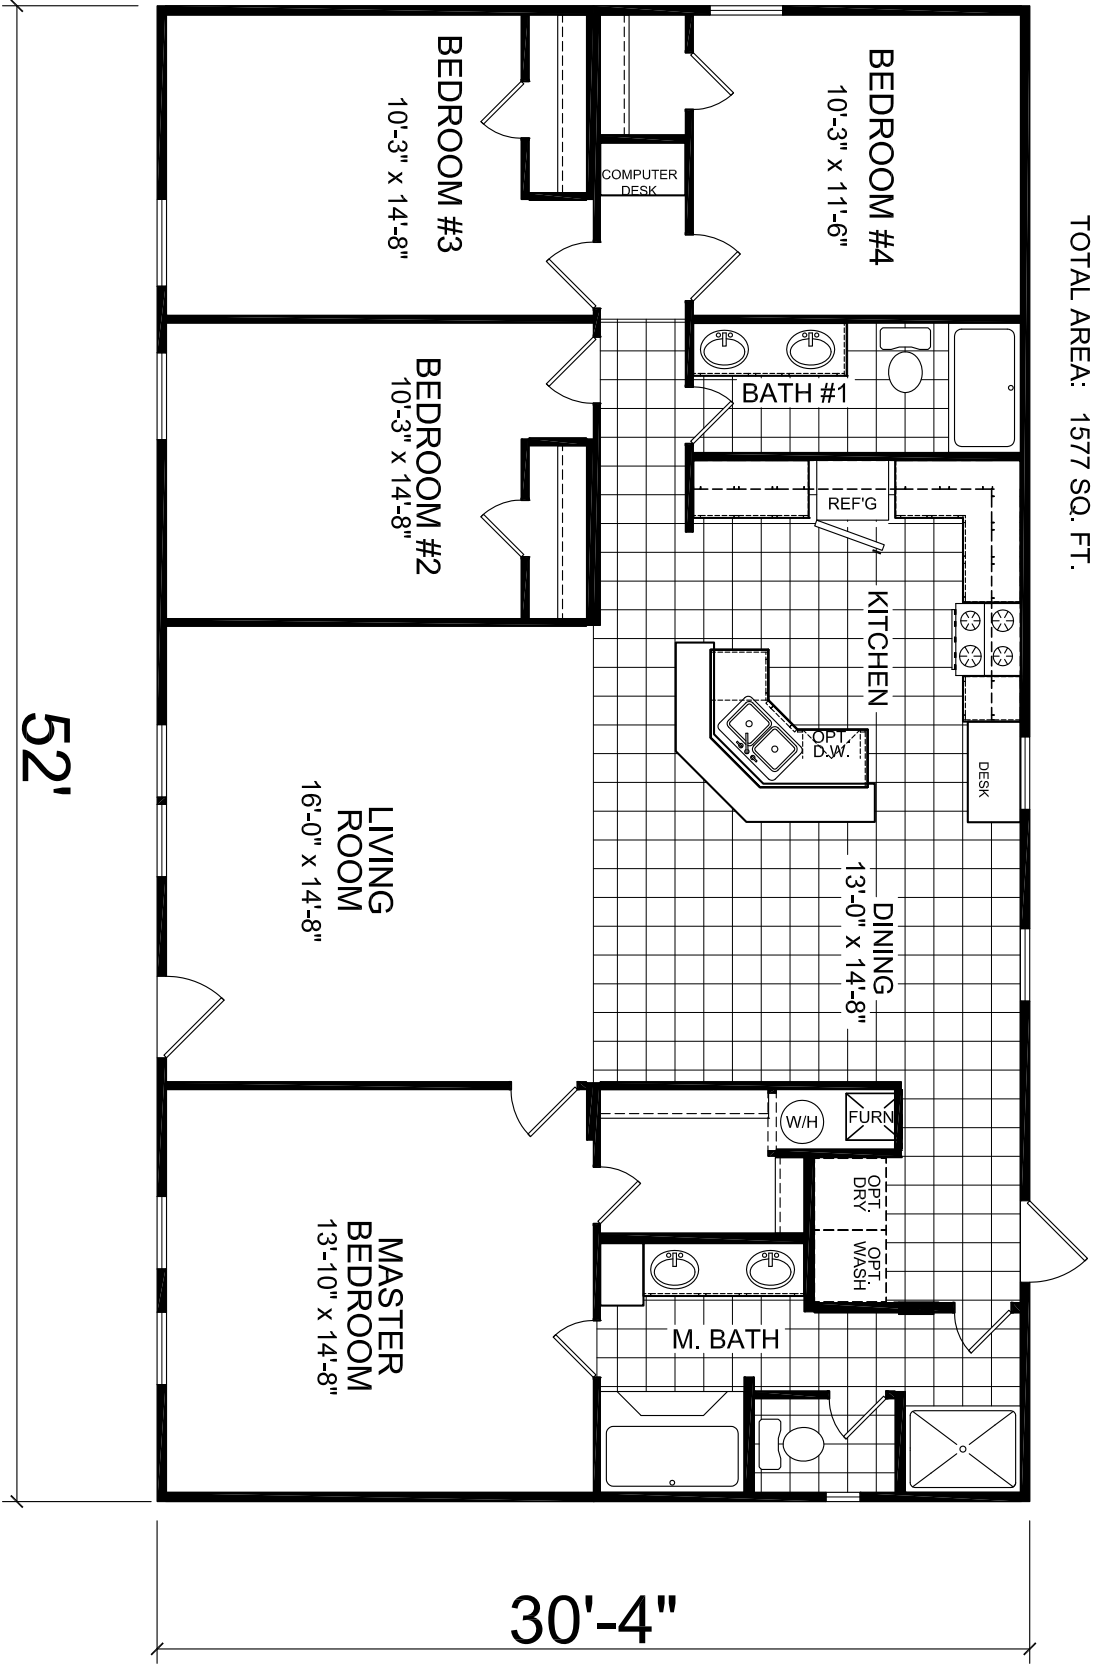 TOTAL AREA: 1577 SQ. FT.
BEDROOM #4
10'-3" x 11'-6"
BEDROOM #3
10'-3" x 14'-8"
COMPUTER
DESK
BATH #1
BEDROOM #2
10'-3" x 14'-8"
REF'G
KITCHEN
OPT.
D.W.
DESK
LIVING
ROOM
16'-0" x 14'-8"
DINING
13'-0" x 14'-8"
W/H
FURN
OPT.
DRY
OPT.
WASH
MASTER
BEDROOM
13'-10" x 14'-8"
M. BATH
52'
30'-4"